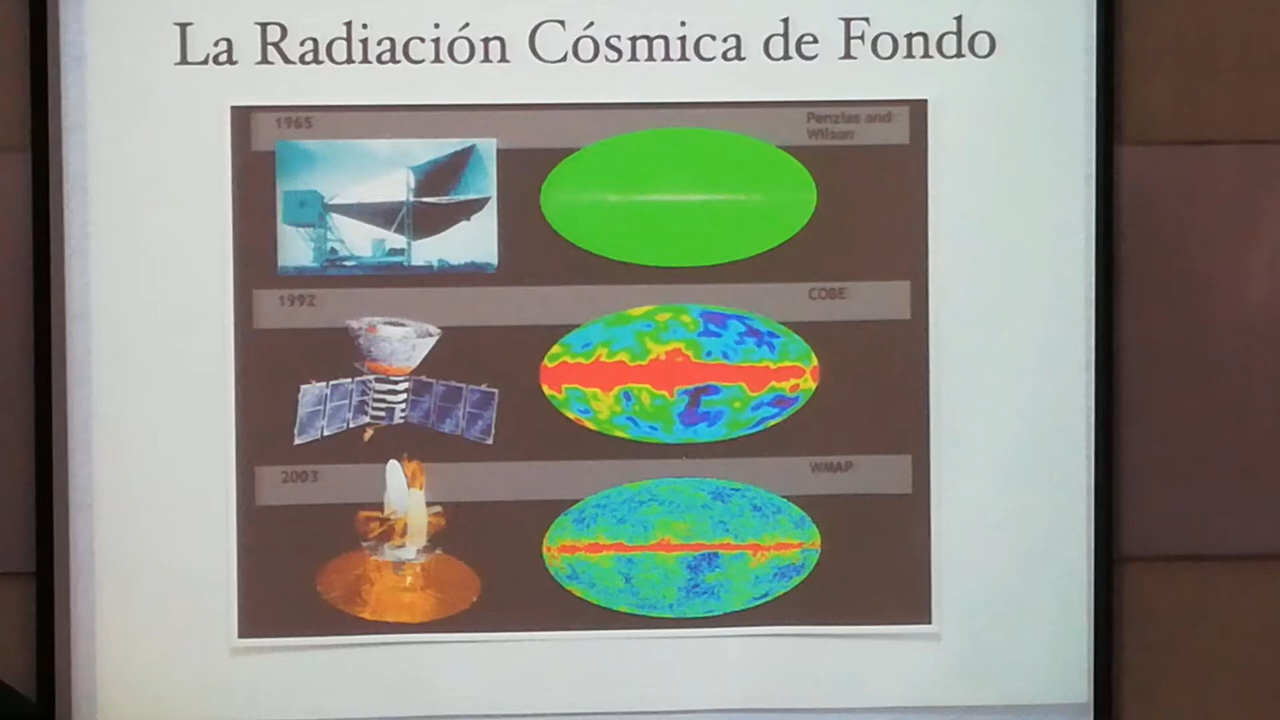 La Radiación Cósmica de Fondo
1965
Penzias and
Wilson
1992
COBE
2003
WMAP